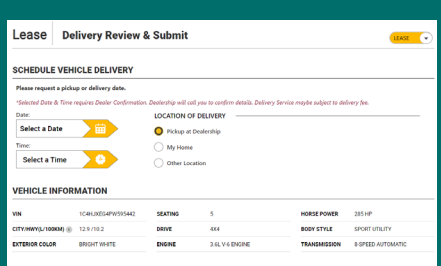 Lease Delivery Review & Submit LEASE
SCHEDULE VEHICLE DELIVERY
Please request a pickup or delivery date.
*Selected Date & Time requires Dealer Confirmation. Dealership will call you to confirm details. Delivery Service maybe subject to delivery fee.
Date: LOCATION OF DELIVERY
Select a Date Pickup at Dealership
Time: My Home
Select a Time Other Location
VEHICLE INFORMATION
VIN 1C4HJXEG4PW595442 SEATING 5 HORSE POWER 285 HP
CITY/HWY(L/100KM) 12.9 /10.2 DRIVE 4X4 BODY STYLE SPORT UTILITY
EXTERIOR COLOR BRIGHT WHITE ENGINE 3.6L V-6 ENGINE TRANSMISSION 8-SPEED AUTOMATIC